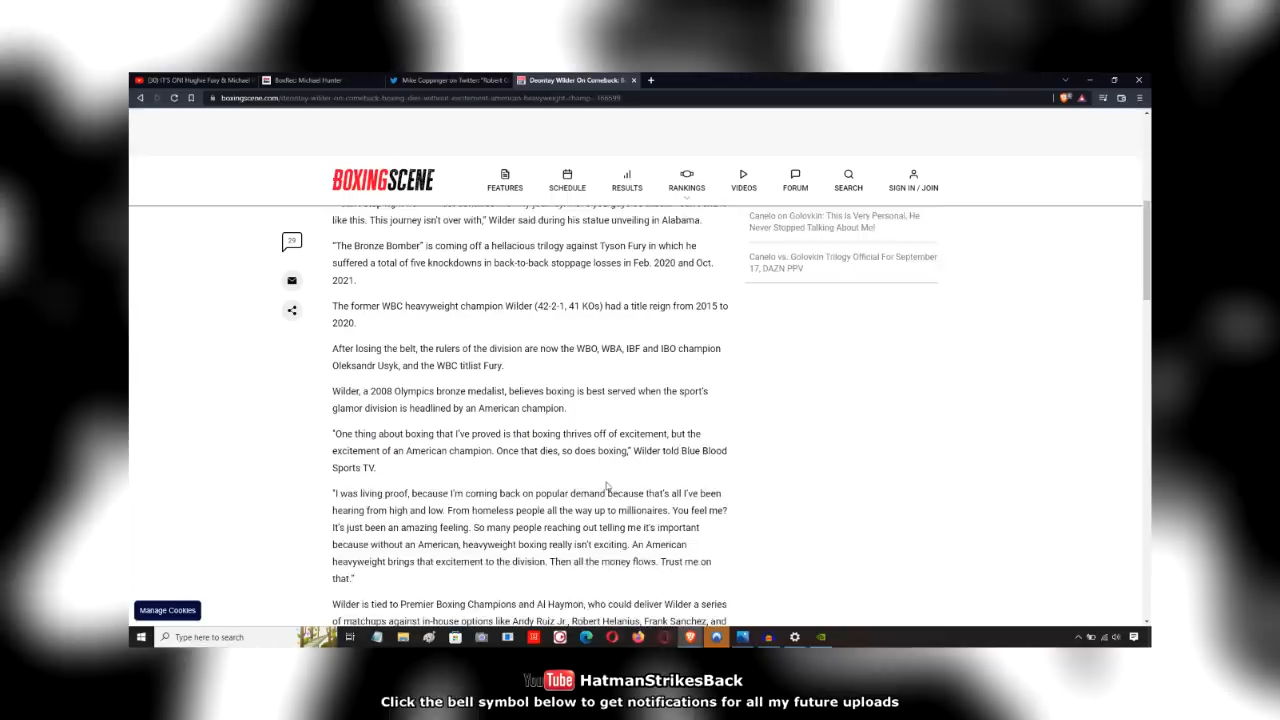 (30) IT'S ON! Hughie Fury & Michael
BoxRec: Michael Hunter
Mike Coppinger on Twitter: "Robert
Deontay Wilder On Comeback: B
boxingscene.com/deontay-wilder-on-comeback-boxing-dies-without-excitement-american-heavyweight-champ--166599
BOXINGSCENE
FEATURES
SCHEDULE
RESULTS
RANKINGS
VIDEOS
FORUM
SEARCH
SIGN IN / JOIN
like this. This journey isn't over with," Wilder said during his statue unveiling in Alabama.
29
"The Bronze Bomber" is coming off a hellacious trilogy against Tyson Fury in which he
suffered a total of five knockdowns in back-to-back stoppage losses in Feb. 2020 and Oct.
2021.
The former WBC heavyweight champion Wilder (42-2-1, 41 KOs) had a title reign from 2015 to
2020.
After losing the belt, the rulers of the division are now the WBO, WBA, IBF and IBO champion
Oleksandr Usyk, and the WBC titlist Fury.
Wilder, a 2008 Olympics bronze medalist, believes boxing is best served when the sport's
glamor division is headlined by an American champion.
"One thing about boxing that I've proved is that boxing thrives off of excitement, but the
excitement of an American champion. Once that dies, so does boxing," Wilder told Blue Blood
Sports TV.
"I was living proof, because I'm coming back on popular demand because that's all I've been
hearing from high and low. From homeless people all the way up to millionaires. You feel me?
It's just been an amazing feeling. So many people reaching out telling me it's important
because without an American, heavyweight boxing really isn't exciting. An American
heavyweight brings that excitement to the division. Then all the money flows. Trust me on
that."
Wilder is tied to Premier Boxing Champions and Al Haymon, who could deliver Wilder a series
of matchups against in-house options like Andy Ruiz Jr., Robert Helanius, Frank Sanchez, and
Canelo on Golovkin: This Is Very Personal, He
Never Stopped Talking About Me!
Canelo vs. Golovkin Trilogy Official For September
17, DAZN PPV
Manage Cookies
Type here to search
YouTube HatmanStrikesBack
Click the bell symbol below to get notifications for all my future uploads